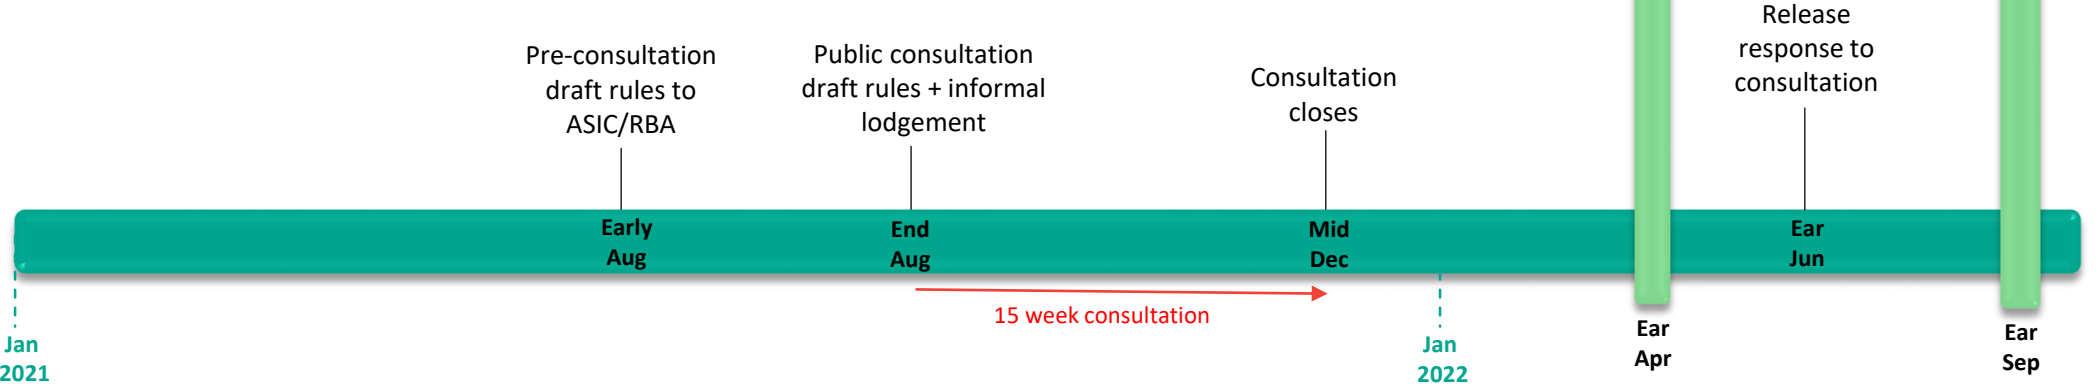 Pre-consultation
draft rules to
ASIC/RBA
Public consultation
draft rules + informal
lodgement
Consultation
closes
Release
response to
consultation
Early
Aug
End
Aug
Mid
Dec
Ear
Jun
15 week consultation
Jan
2021
Jan
2022
Ear
Apr
Ear
Sep